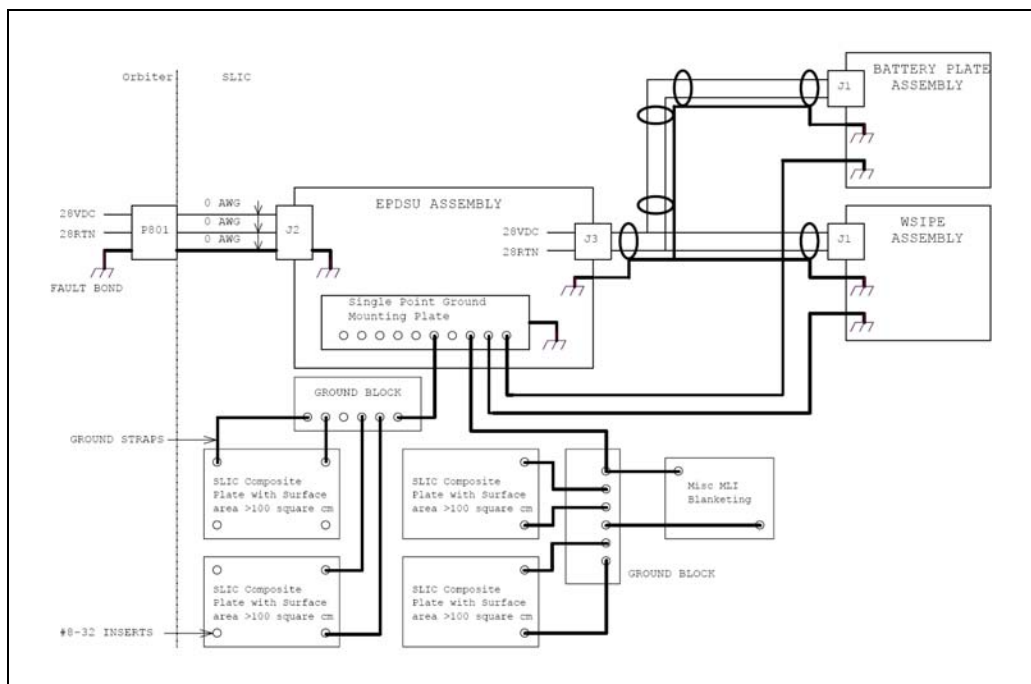 Orbiter
SLIC
BATTERY PLATE
ASSEMBLY
J1
0 AWG
0 AWG
0 AWG
28VDC
28RTN
P801
J2
EPDSU ASSEMBLY
28VDC
28RTN
J3
WSIPE
ASSEMBLY
J1
FAULT BOND
Single Point Ground
Mounting Plate
GROUND BLOCK
GROUND STRAPS
SLIC Composite
Plate with Surface
area >100 square cm
SLIC Composite
Plate with Surface
area >100 square cm
Misc MLI
Blanketing
GROUND BLOCK
SLIC Composite
Plate with Surface
area >100 square cm
SLIC Composite
Plate with Surface
area >100 square cm
#8-32 INSERTS